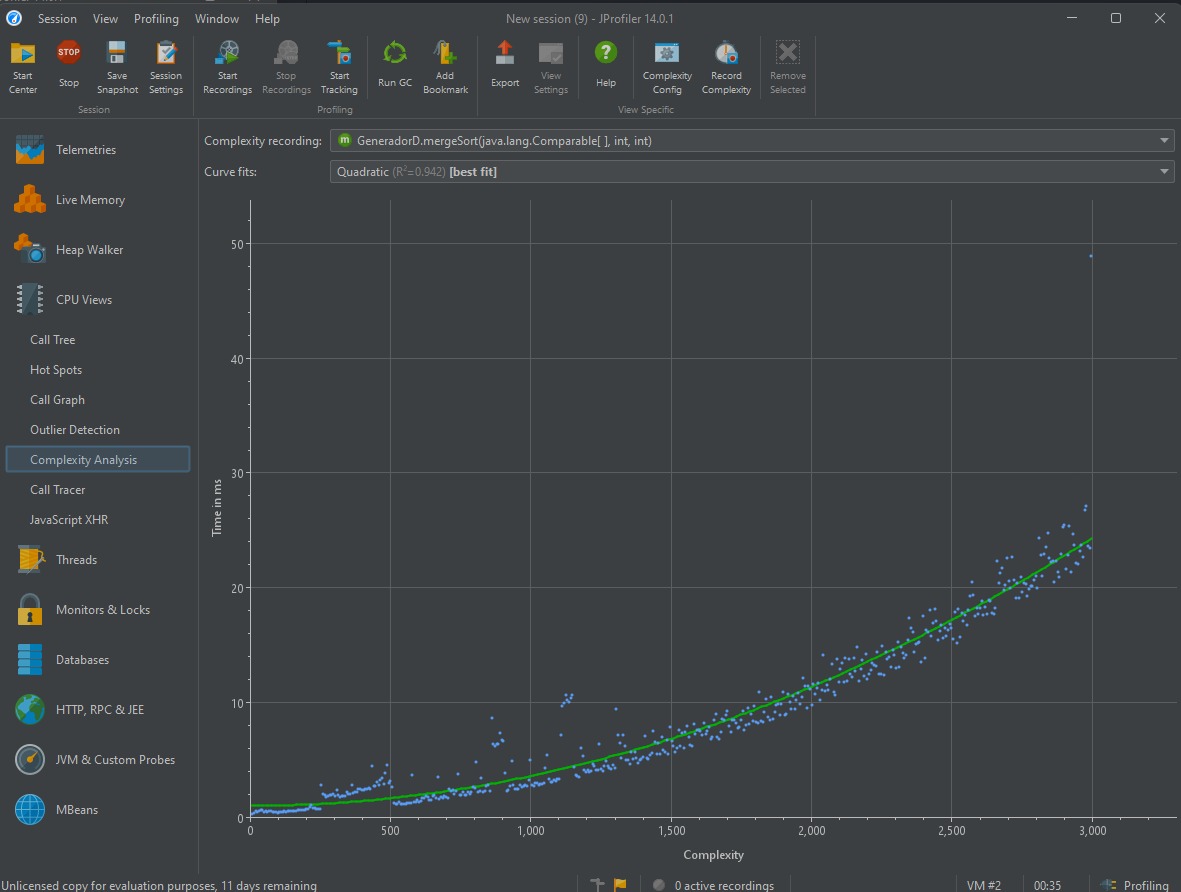 Session View Profiling Window Help New session (9) - JProfiler 14.0.1
Start Center
Stop
Save Snapshot
Session Settings
Session
Start Recordings
Stop Recordings
Start Tracking
Profiling
Run GC
Add Bookmark
Export
View Settings
Help
Complexity Config
Record Complexity
View Specific
Remove Selected
Telemetries
Live Memory
Heap Walker
CPU Views
Call Tree
Hot Spots
Call Graph
Outlier Detection
Complexity Analysis
Call Tracer
JavaScript XHR
Threads
Monitors & Locks
Databases
HTTP, RPC & JEE
JVM & Custom Probes
MBeans
Complexity recording: m GeneradorD.mergeSort(java.lang.Comparable[ ], int, int)
Curve fits: Quadratic (R²=0.942) [best fit]
50
40
30
20
10
0
Time in ms
0 500 1,000 1,500 2,000 2,500 3,000
Complexity
Unlicensed copy for evaluation purposes, 11 days remaining 0 active recordings VM #2 00:35 Profiling